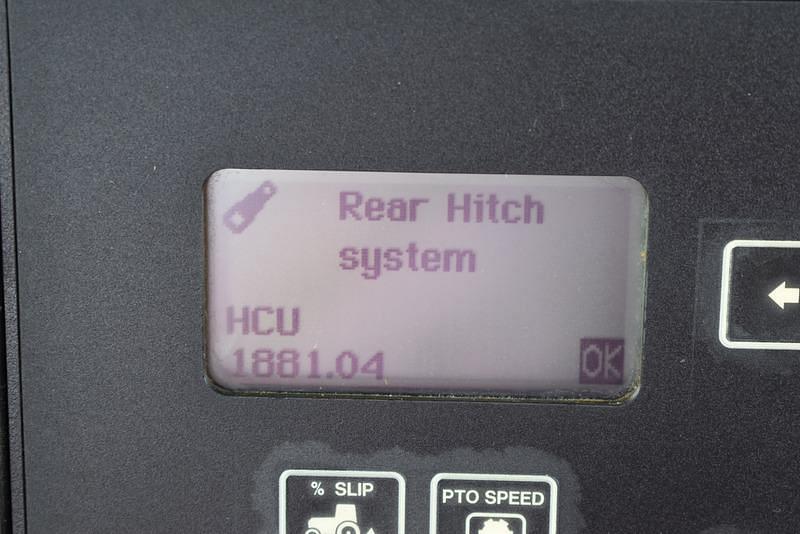 Rear Hitch
system
HCU
1881.04
OK
% SLIP
PTO SPEED